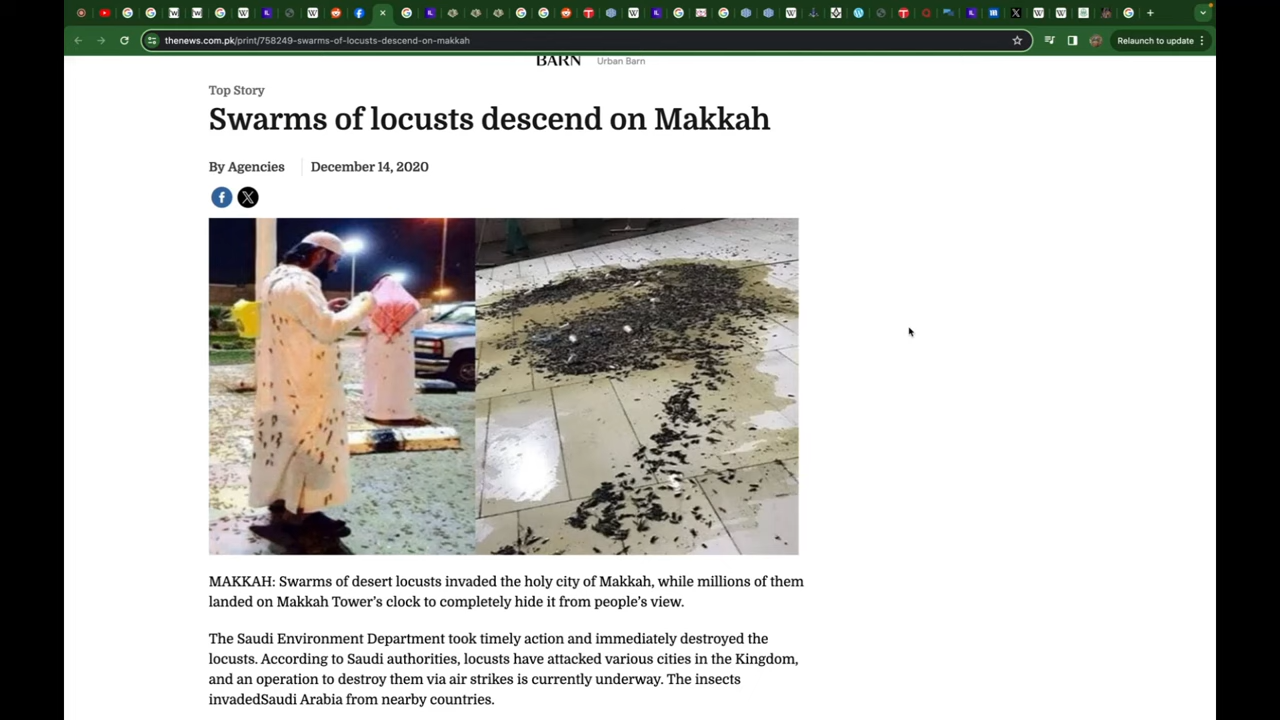 thenews.com.pk/print/758249-swarms-of-locusts-descend-on-makkah
Relaunch to update
BARN Urban Barn
Top Story
Swarms of locusts descend on Makkah
By Agencies December 14, 2020
MAKKAH: Swarms of desert locusts invaded the holy city of Makkah, while millions of them
landed on Makkah Tower's clock to completely hide it from people's view.
The Saudi Environment Department took timely action and immediately destroyed the
locusts. According to Saudi authorities, locusts have attacked various cities in the Kingdom,
and an operation to destroy them via air strikes is currently underway. The insects
invadedSaudi Arabia from nearby countries.